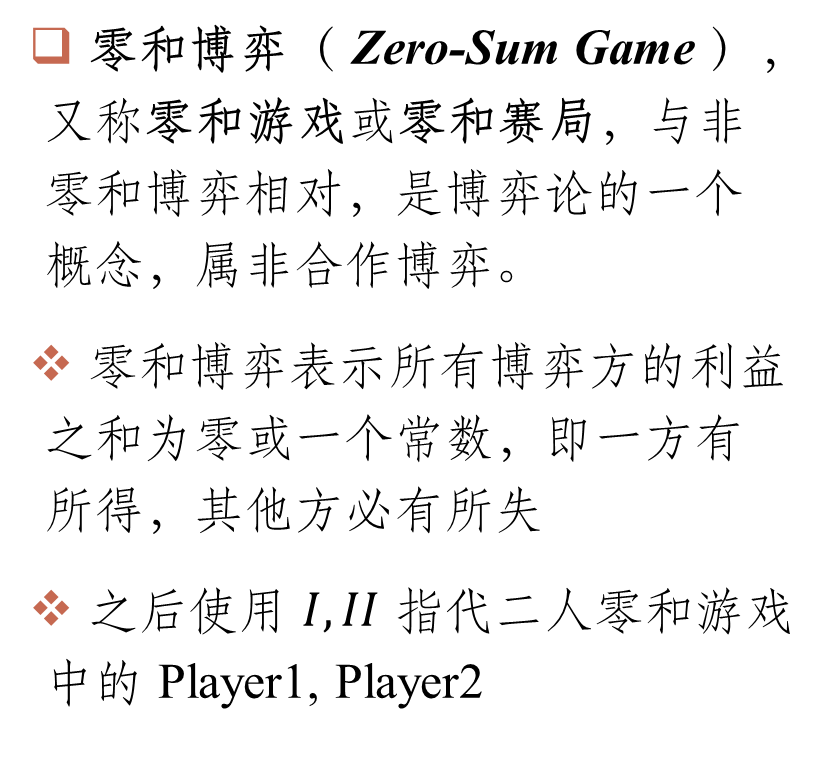 零和博弈（Zero-Sum Game），
又称零和游戏或零和赛局，与非
零和博弈相对，是博弈论的一个
概念，属非合作博弈。
零和博弈表示所有博弈方的利益
之和为零或一个常数，即一方有
所得，其他方必有所失
之后使用 I,II 指代二人零和游戏
中的 Player1, Player2